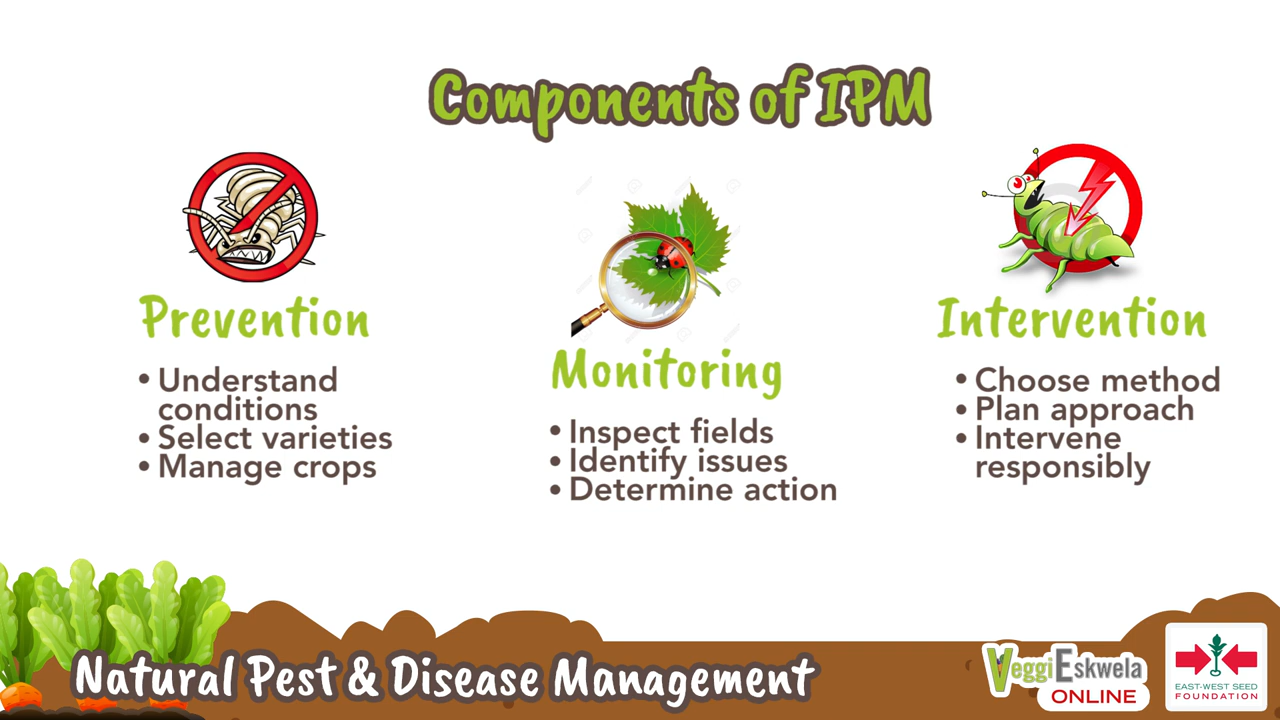 Components of IPM
Prevention
• Understand
conditions
• Select varieties
• Manage crops
Monitoring
• Inspect fields
• Identify issues
• Determine action
Intervention
• Choose method
• Plan approach
• Intervene
responsibly
Natural Pest & Disease Management
VeggiEskwela
ONLINE
EAST-WEST SEED
FOUNDATION